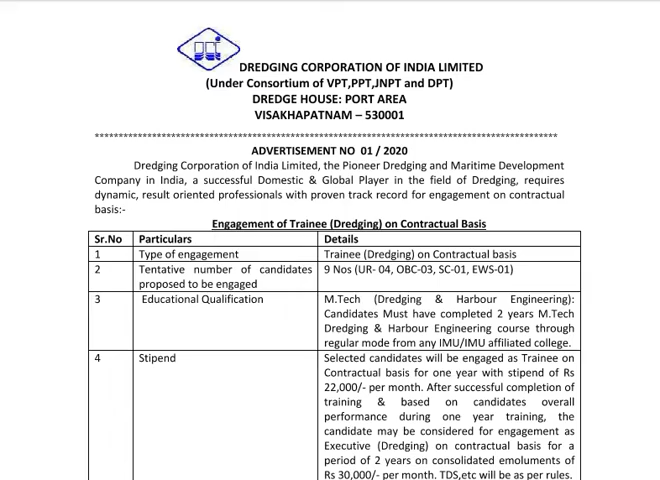 DREDGING CORPORATION OF INDIA LIMITED
(Under Consortium of VPT,PPT,JNPT and DPT)
DREDGE HOUSE: PORT AREA
VISAKHAPATNAM – 530001
****************************************************************************************************
ADVERTISEMENT NO 01 / 2020
Dredging Corporation of India Limited, the Pioneer Dredging and Maritime Development
Company in India, a successful Domestic & Global Player in the field of Dredging, requires
dynamic, result oriented professionals with proven track record for engagement on contractual
basis:-
Engagement of Trainee (Dredging) on Contractual Basis
Sr.No Particulars Details
1 Type of engagement Trainee (Dredging) on Contractual basis
2 Tentative number of candidates 9 Nos (UR- 04, OBC-03, SC-01, EWS-01)
proposed to be engaged
3 Educational Qualification M.Tech (Dredging & Harbour Engineering):
Candidates Must have completed 2 years M.Tech
Dredging & Harbour Engineering course through
regular mode from any IMU/IMU affiliated college.
4 Stipend Selected candidates will be engaged as Trainee on
Contractual basis for one year with stipend of Rs
22,000/- per month. After successful completion of
training & based on candidates overall
performance during one year training, the
candidate may be considered for engagement as
Executive (Dredging) on contractual basis for a
period of 2 years on consolidated emoluments of
Rs 30,000/- per month. TDS,etc will be as per rules.